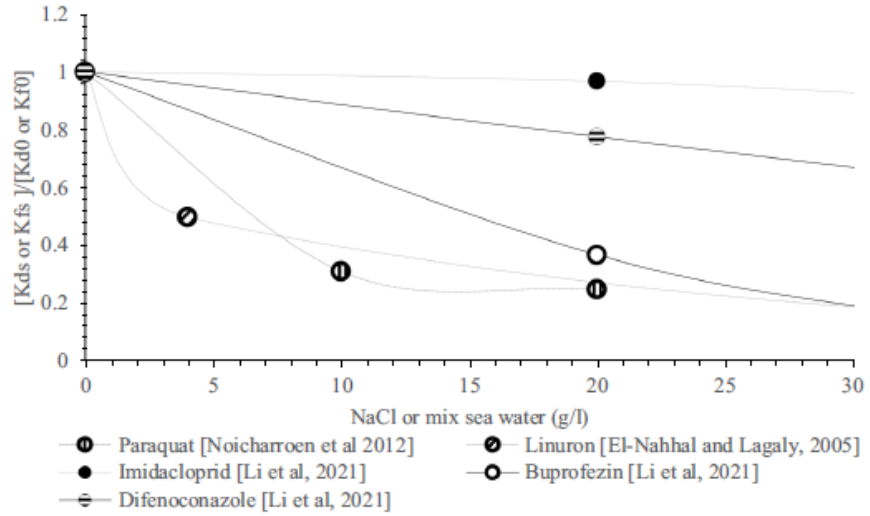 1.2
1
0.8
0.6
0.4
0.2
0
[Kds or Kfs ]/[Kd0 or Kf0]
0 5 10 15 20 25 30
NaCl or mix sea water (g/l)
Paraquat [Noicharroen et al 2012] Linuron [El-Nahhal and Lagaly, 2005]
Imidacloprid [Li et al, 2021] Buprofezin [Li et al, 2021]
Difenoconazole [Li et al, 2021]